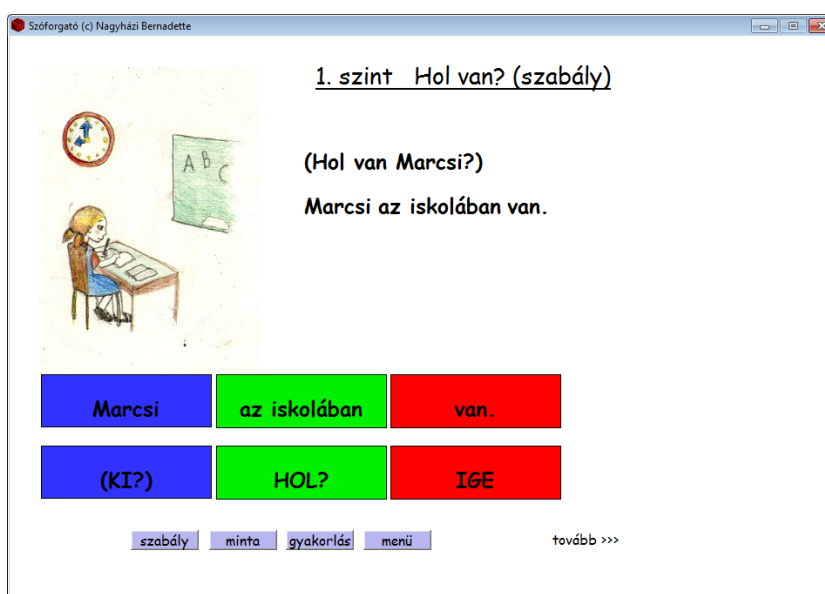 Szóforgató (c) Nagyházi Bernadette
1. szint Hol van? (szabály)
A B C
(Hol van Marcsi?)
Marcsi az iskolában van.
Marcsi az iskolában van.
(KI?) HOL? IGE
szabály minta gyakorlás menü tovább >>>